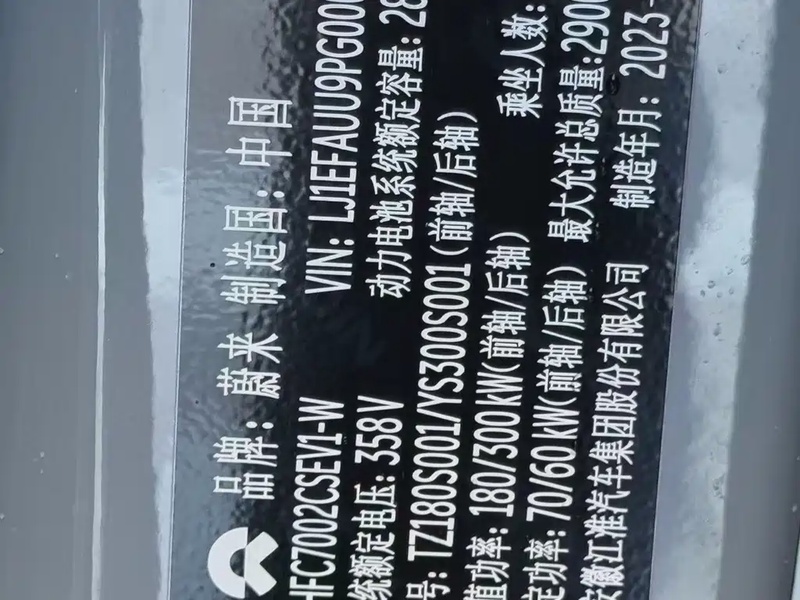 品牌：蔚来 制造国：中国
HFC7002CSEV1-W VIN：LJ1EFAUU9PG00
统额定电压：358V 动力电池系统额定容量：28
号：TZ180S001/YS300S001（前轴/后轴）
值功率：180/300kW（前轴/后轴） 乘坐人数：
定功率：70/60kW（前轴/后轴） 最大允许总质量：2900
安徽江淮汽车集团股份有限公司 制造年月：2023-